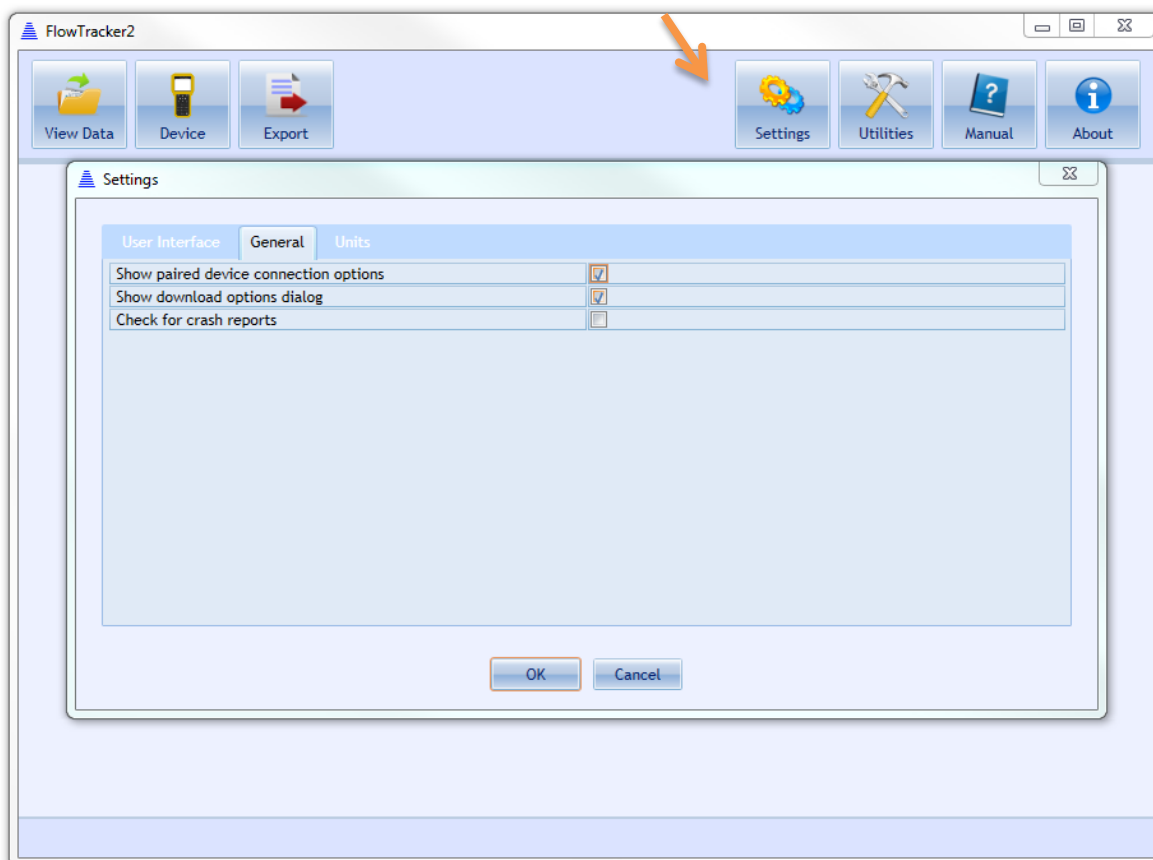 FlowTracker2
View Data Device Export Settings Utilities Manual About
Settings
User Interface General Units
Show paired device connection options
Show download options dialog
Check for crash reports
OK Cancel